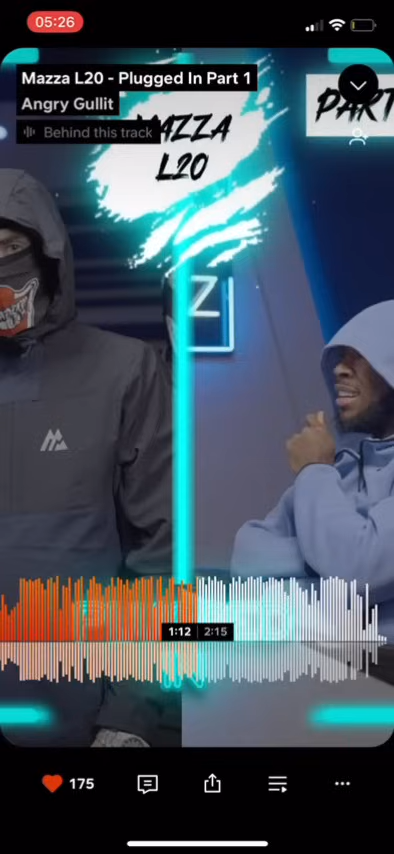 05:26
Mazza L20 - Plugged In Part 1
Angry Gullit
Behind this track
MAZZA
L20
PART
Z
1:12 2:15
175